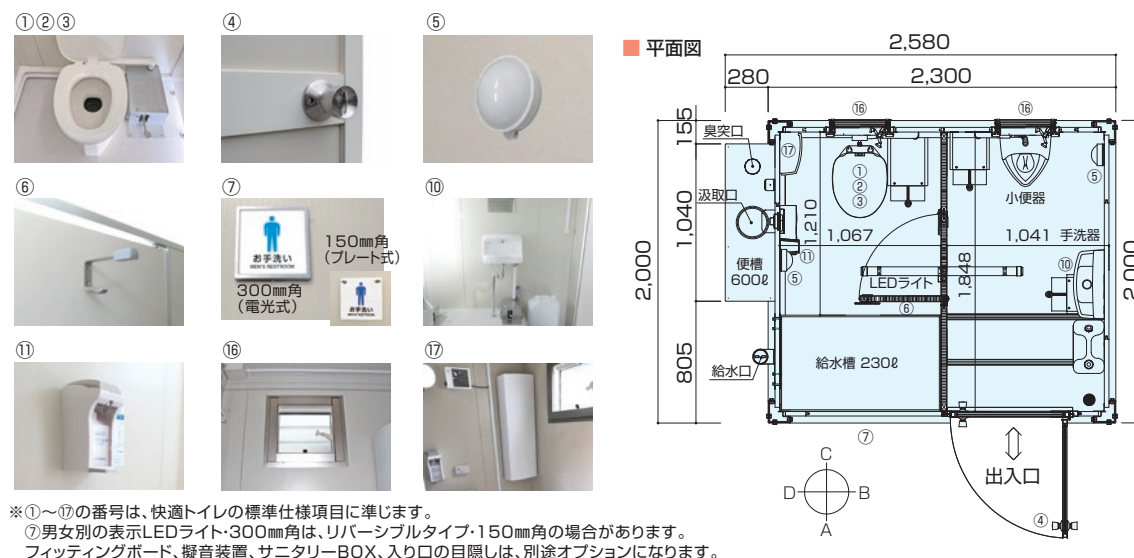 ①②③
④
⑤
⑥
⑦
お手洗い
MEN'S RESTROOM
300㎜角
(電光式)
150㎜角
(プレート式)
お手洗い
⑩
⑪
⑯
⑰
■ 平面図
2,580
280
2,300
155
1,040
805
2,000
2,000
臭突口
汲取口
便槽
600ℓ
給水口
⑯
⑯
⑰
①
②
③
小便器
⑤
1,210
1,067
1,041
手洗器
⑪
⑤
LEDライト
1,848
⑩
⑥
給水槽 230ℓ
⑦
出入口
④
C
D
B
A
※①～⑰の番号は、快適トイレの標準仕様項目に準じます。
⑦男女別の表示LEDライト・300㎜角は、リバーシブルタイプ・150㎜角の場合があります。
フィッティングボード、擬音装置、サニタリーBOX、入り口の目隠しは、別途オプションになります。